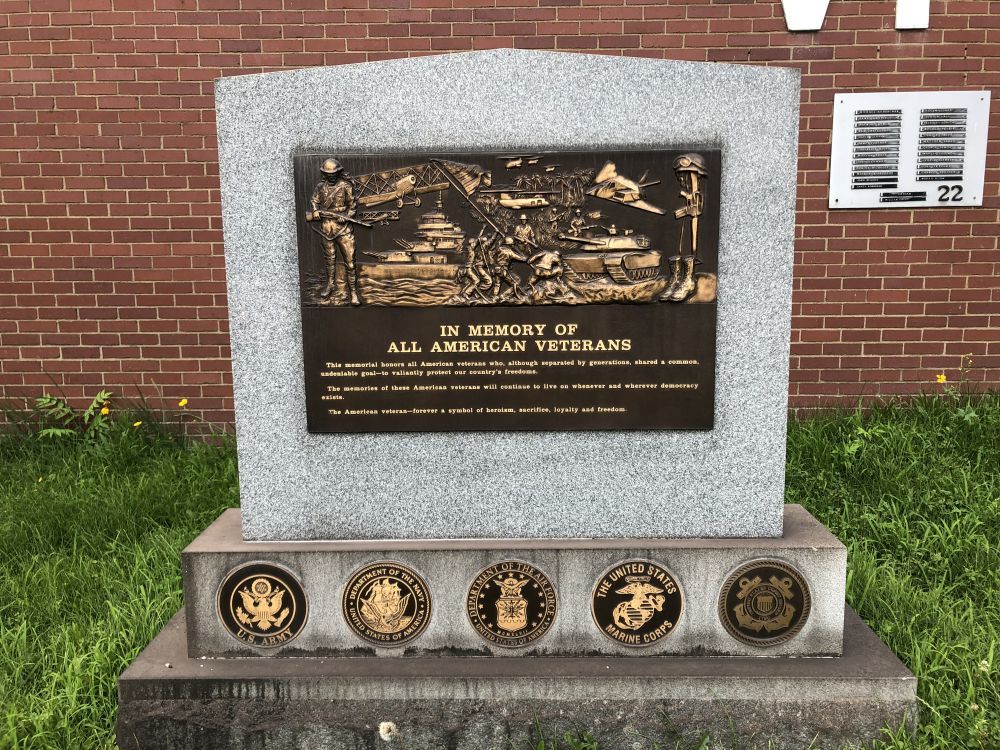 IN MEMORY OF
ALL AMERICAN VETERANS
This memorial honors all American veterans who, although separated by generations, shared a common,
undeniable goal—to valiantly protect our country's freedoms.
The memories of these American veterans will continue to live on whenever and wherever democracy
exists.
The American veteran—forever a symbol of heroism, sacrifice, loyalty and freedom.
22
U.S. ARMY
DEPARTMENT OF THE NAVY
UNITED STATES OF AMERICA
DEPARTMENT OF THE AIR FORCE
MCMXLVII
UNITED STATES OF AMERICA
THE UNITED STATES
MARINE CORPS